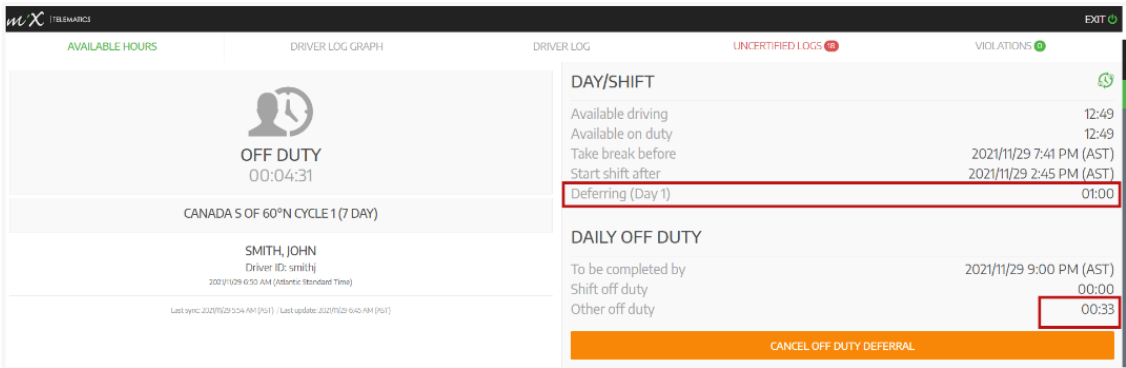 miX TELEMATICS
EXIT
AVAILABLE HOURS
DRIVER LOG GRAPH
DRIVER LOG
UNCERTIFIED LOGS 18
VIOLATIONS 0
OFF DUTY
00:04:31
CANADA S OF 60°N CYCLE 1 (7 DAY)
SMITH, JOHN
Driver ID: smithj
2021/11/29 6:50 AM (Atlantic Standard Time)
Last sync: 2021/11/29 5:54 AM (AST) / Last update: 2021/11/29 6:45 AM (AST)
DAY/SHIFT
Available driving 12:49
Available on duty 12:49
Take break before 2021/11/29 7:41 PM (AST)
Start shift after 2021/11/29 2:45 PM (AST)
Deferring (Day 1) 01:00
DAILY OFF DUTY
To be completed by 2021/11/29 9:00 PM (AST)
Shift off duty 00:00
Other off duty 00:33
CANCEL OFF DUTY DEFERRAL